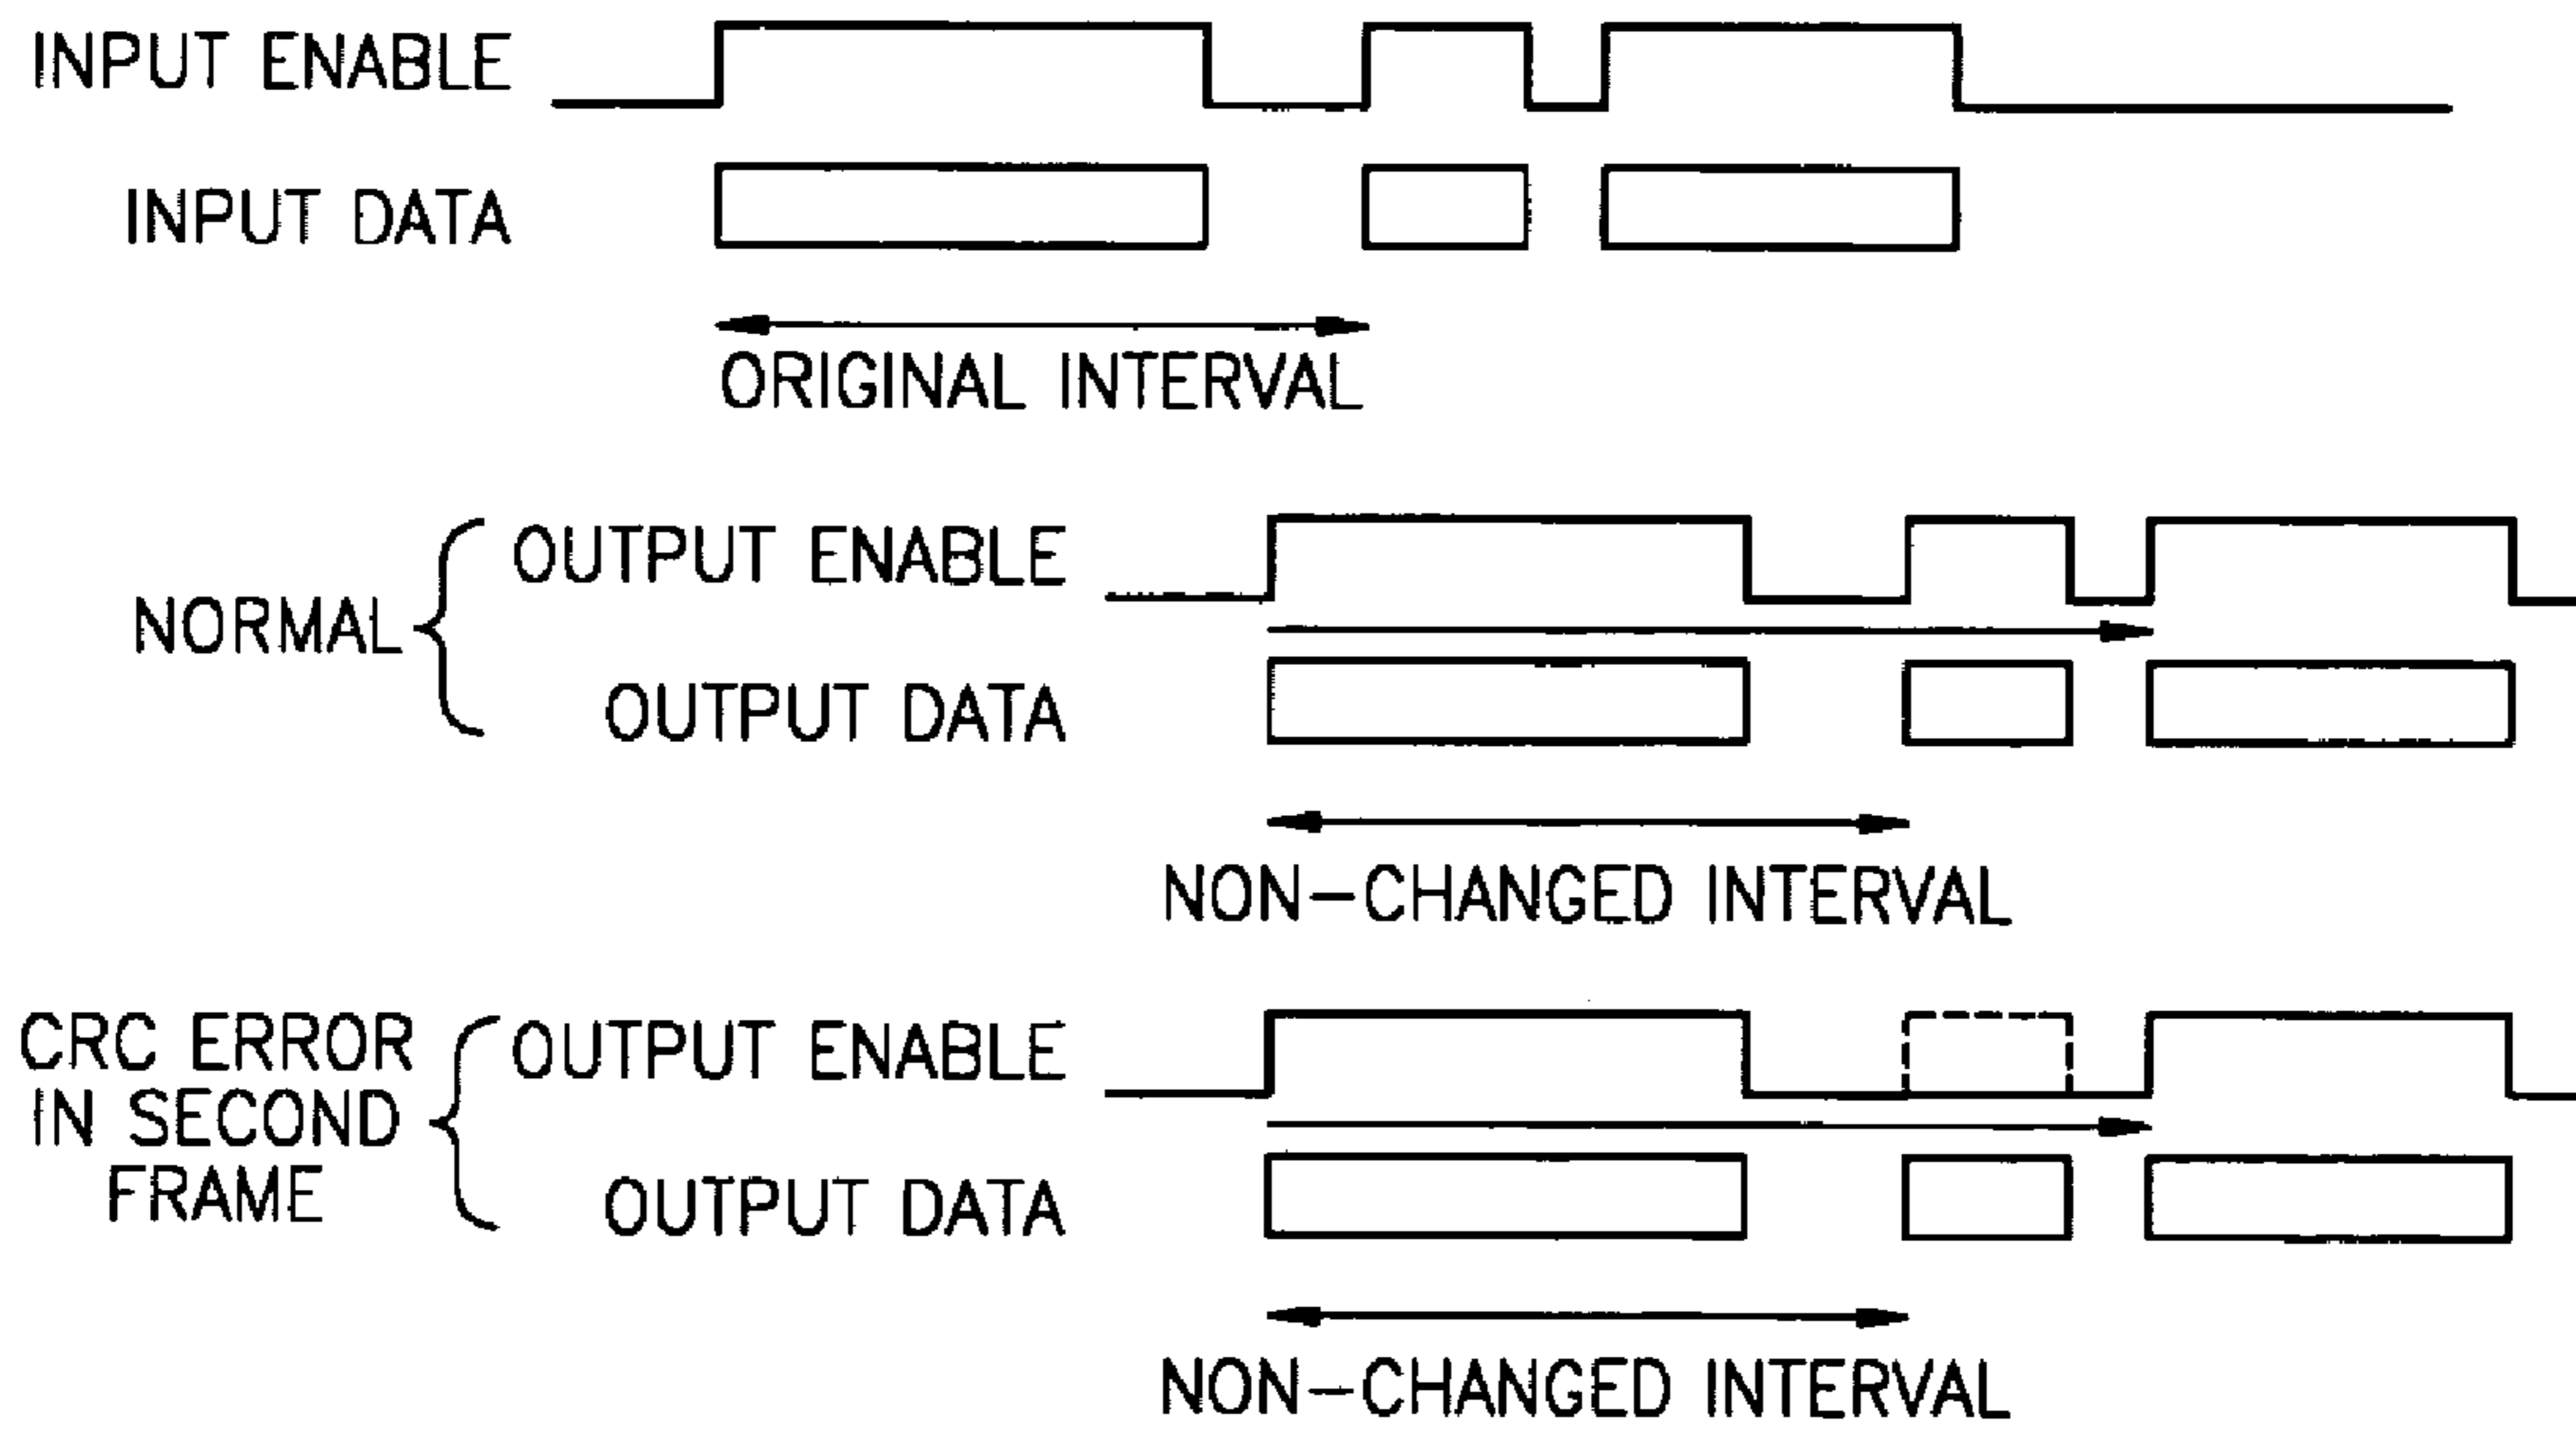 INPUT ENABLE
INPUT DATA
ORIGINAL INTERVAL
NORMAL
OUTPUT ENABLE
OUTPUT DATA
NON-CHANGED INTERVAL
CRC ERROR
IN SECOND
FRAME
OUTPUT ENABLE
OUTPUT DATA
NON-CHANGED INTERVAL